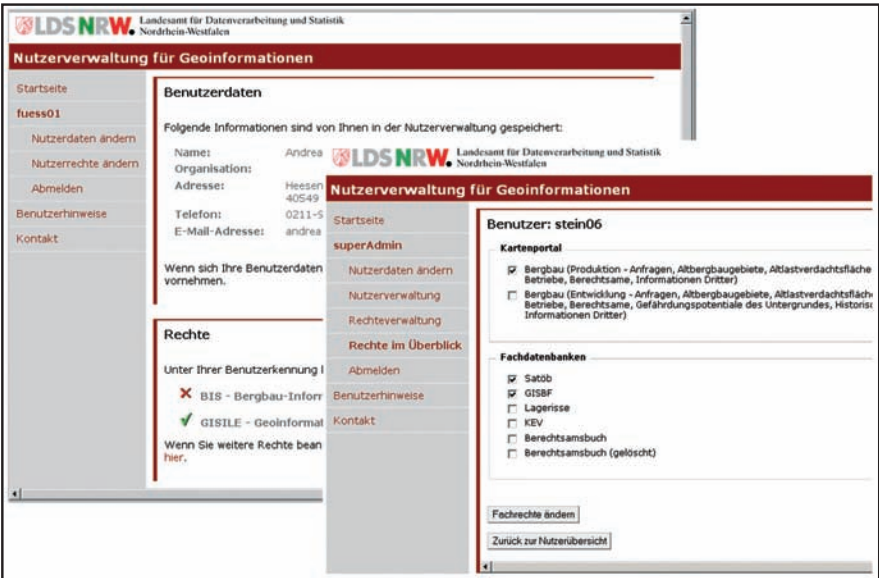 LDS NRW. Landesamt für Datenverarbeitung und Statistik
Nordrhein-Westfalen
Nutzerverwaltung für Geoinformationen
Startseite
fuess01
Nutzerdaten ändern
Nutzerrechte ändern
Abmelden
Benutzerhinweise
Kontakt
Benutzerdaten
Folgende Informationen sind von Ihnen in der Nutzerverwaltung gespeichert:
Name: Andrea
Organisation:
Adresse: Heesen
40549
Telefon: 0211-
E-Mail-Adresse: andrea
Wenn sich Ihre Benutzerdaten
vornehmen.
Rechte
Unter Ihrer Benutzerkennung
BIS - Bergbau-Infor
GISILE - Geoinformat
Wenn Sie weitere Rechte bean
hier.
LDS NRW. Landesamt für Datenverarbeitung und Statistik
Nordrhein-Westfalen
Nutzerverwaltung für Geoinformationen
Startseite
superAdmin
Nutzerdaten ändern
Nutzerverwaltung
Rechteverwaltung
Rechte im Überblick
Abmelden
Benutzerhinweise
Kontakt
Benutzer: stein06
Kartenportal
Bergbau (Produktion - Anfragen, Altbergbaugebiete, Altlastverdachtsfläche
Betriebe, Berechtsame, Informationen Dritter)
Bergbau (Entwicklung - Anfragen, Altbergbaugebiete, Altlastverdachtsfläch
Betriebe, Berechtsame, Gefährdungspotentiale des Untergrundes, Historisc
Informationen Dritter)
Fachdatenbanken
Satöb
GISBF
Lagerisse
KEV
Berechtsamsbuch
Berechtsamsbuch (gelöscht)
Fachrechte ändern
Zurück zur Nutzerübersicht